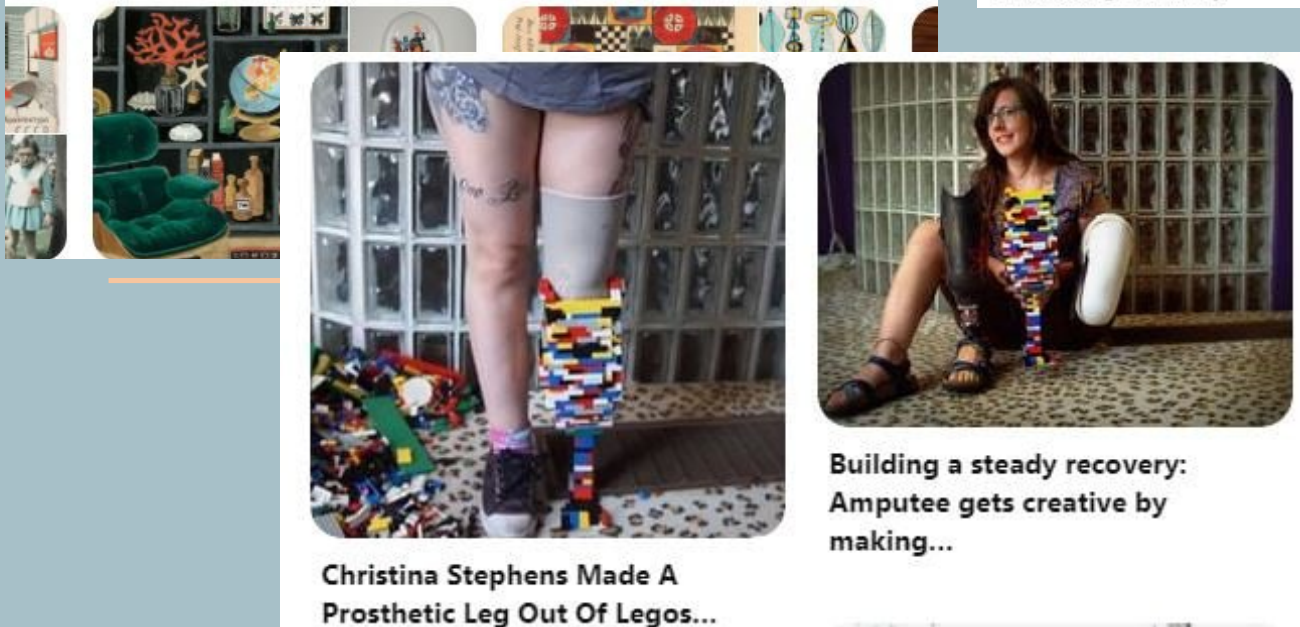 Christina Stephens Made A
Prosthetic Leg Out Of Legos...
Building a steady recovery:
Amputee gets creative by
making...